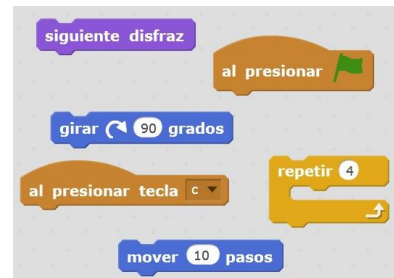 siguiente disfraz
al presionar
girar 90 grados
al presionar tecla c
repetir 4
mover 10 pasos